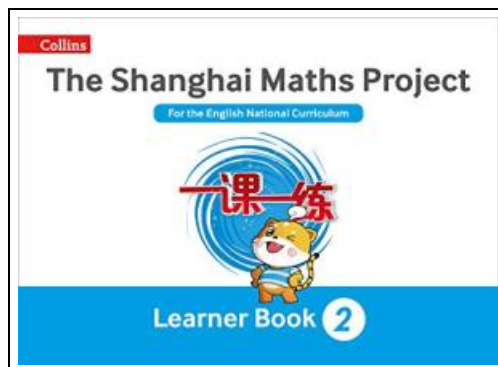 Collins
The Shanghai Maths Project
For the English National Curriculum
一课一练
Learner Book 2